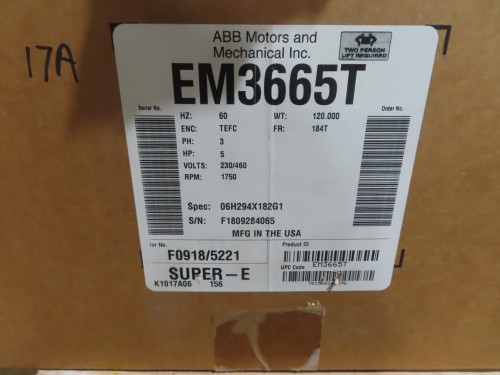 17A
ABB Motors and
Mechanical Inc.
TWO PERSON
LIFT REQUIRED
EM3665T
Serial No.
Order No.
HZ: 60 WT: 120.000
ENC: TEFC FR: 184T
PH: 3
HP: 5
VOLTS: 230/460
RPM: 1750
Spec: 06H294X182G1
S/N: F1809284065
MFG IN THE USA
F0918/5221
Product ID
EM3665T
UPC Code
SUPER-E
K1017A06 156